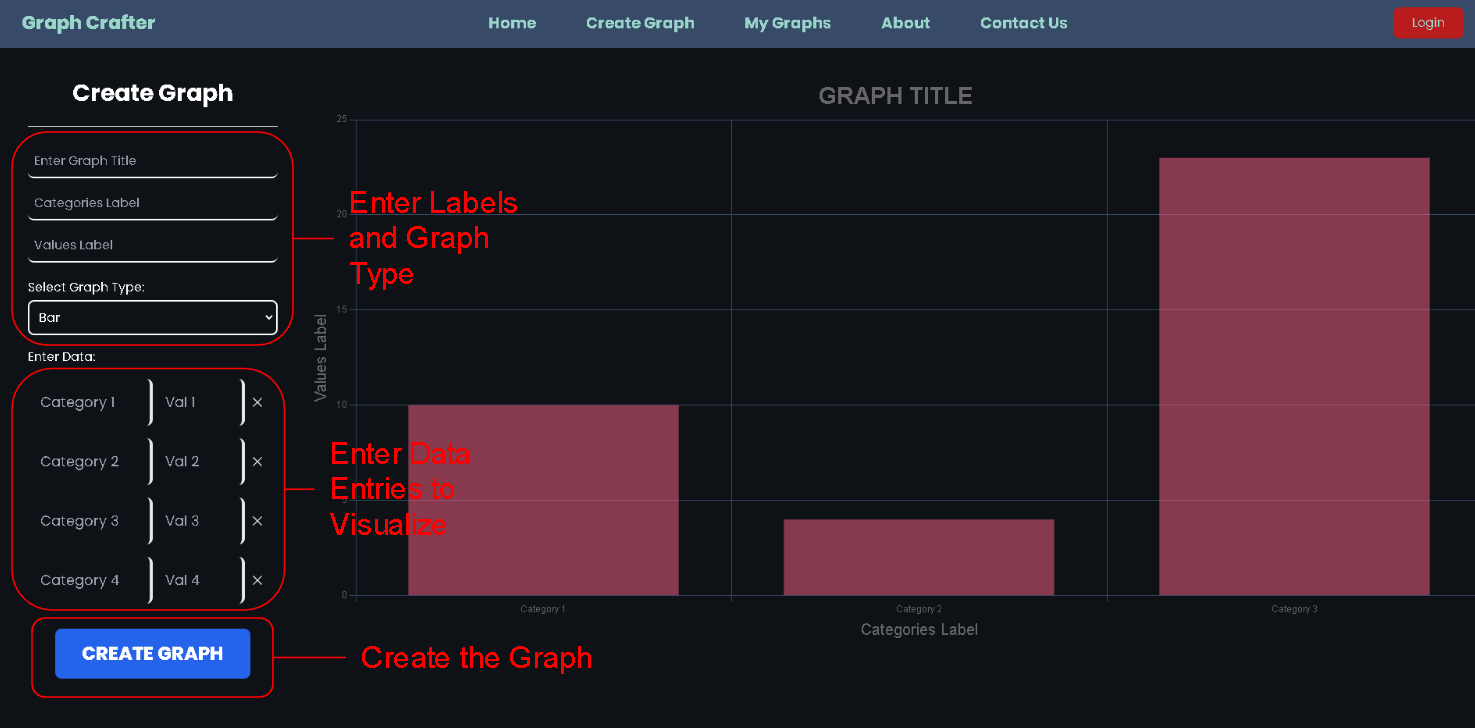 Graph Crafter
Home
Create Graph
My Graphs
About
Contact Us
Login
Create Graph
Enter Graph Title
Categories Label
Values Label
Select Graph Type:
Bar
Enter Data:
Category 1
Val 1
Category 2
Val 2
Category 3
Val 3
Category 4
Val 4
CREATE GRAPH
Enter Labels
and Graph
Type
Enter Data
Entries to
Visualize
Create the Graph
GRAPH TITLE
Values Label
25
20
15
10
5
0
Category 1
Category 2
Category 3
Categories Label